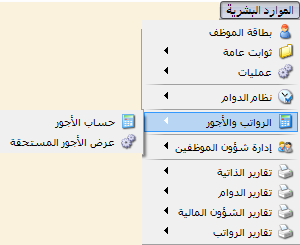 الموارد البشرية
بطاقة الموظف
ثوابت عامة
عمليات
نظام الدوام
الرواتب والأجور
حساب الأجور
عرض الأجور المستحقة
إدارة شؤون الموظفين
تقارير الذاتية
تقارير الدوام
تقارير الشؤون المالية
تقارير الرواتب